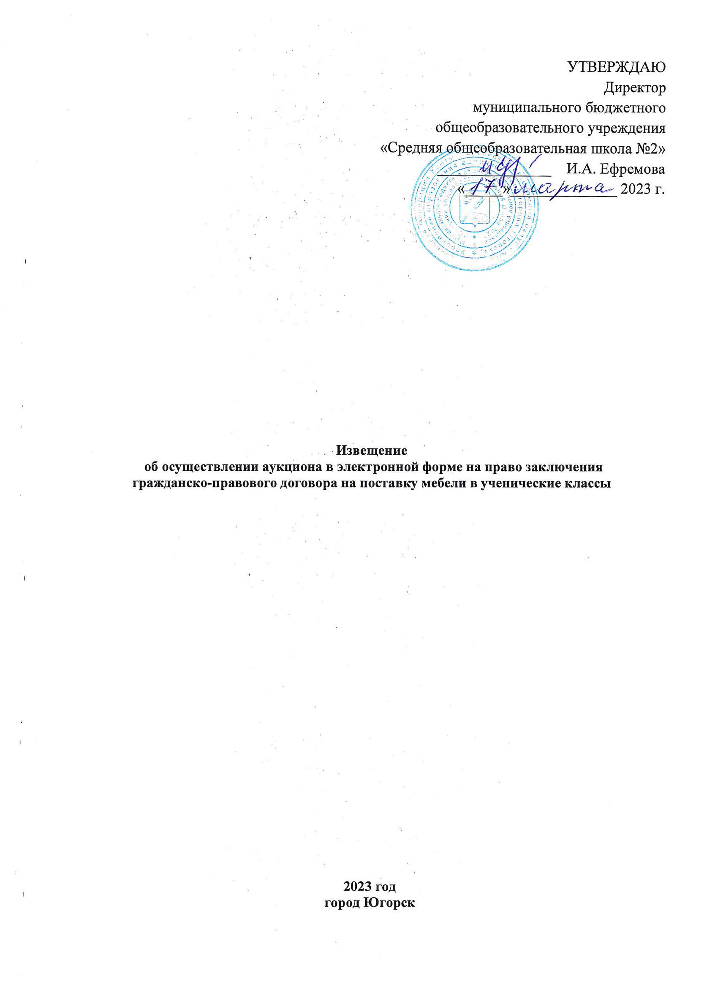 УТВЕРЖДАЮ
Директор
муниципального бюджетного
общеобразовательного учреждения
«Средняя общеобразовательная школа №2»
И.А. Ефремова
«17» марта 2023 г.
Извещение
об осуществлении аукциона в электронной форме на право заключения
гражданско-правового договора на поставку мебели в ученические классы
2023 год
город Югорск